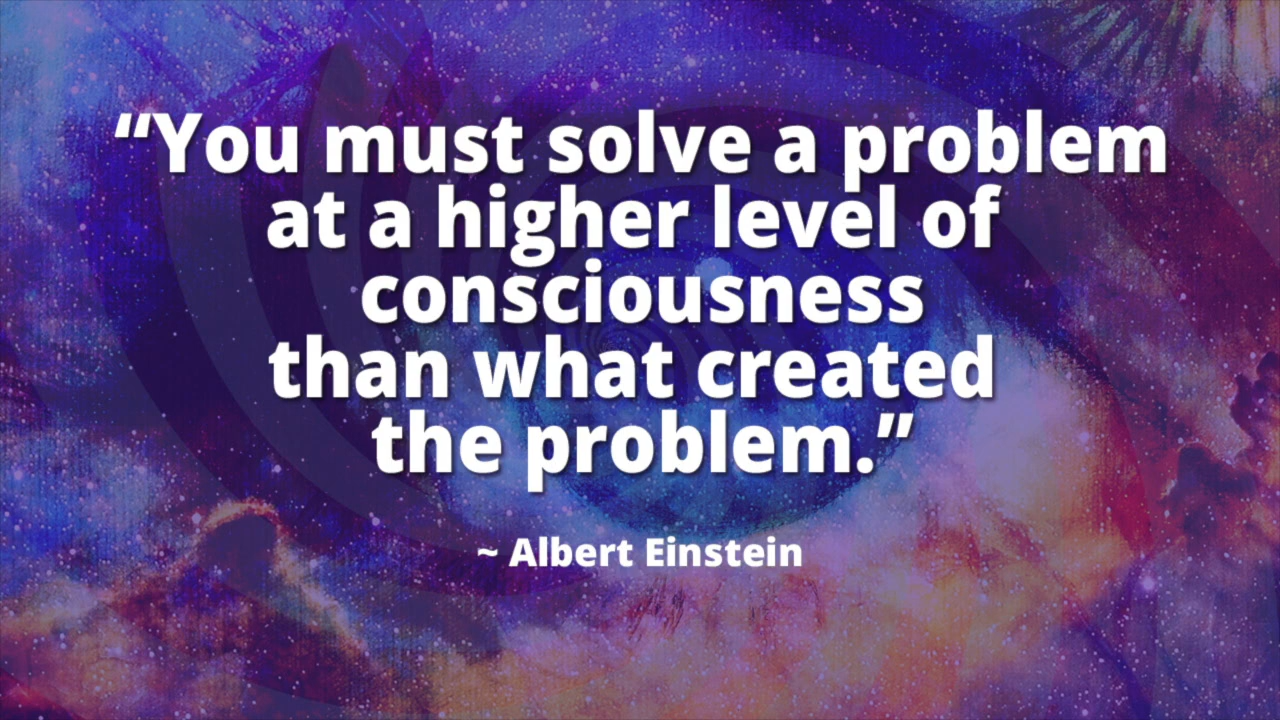 “You must solve a problem
at a higher level of
consciousness
than what created
the problem.”
~ Albert Einstein